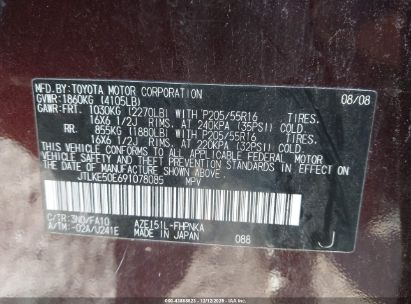 MFD.BY:TOYOTA MOTOR CORPORATION 08/08
GVWR:1860KG (4105LB)
GAWR:FRT. 1030KG (2270LB) WITH P205/55R16 TIRES,
16X6 1/2J RIMS, AT 240KPA (35PSI) COLD.
RR. 855KG (1880LB) WITH P205/55R16 TIRES,
16X6 1/2J RIMS, AT 220KPA (32PSI) COLD.
THIS VEHICLE CONFORMS TO ALL APPLICABLE
FEDERAL MOTOR VEHICLE SAFETY, BUMPER, AND
THEFT PREVENTION STANDARDS IN EFFECT ON
THE DATE OF MANUFACTURE SHOWN ABOVE.
JTLKE50E691078085 MPV
C/TR:3N0/FA10 AZE151L-FHPNKA
A/TM:-02A/U241E MADE IN JAPAN 088 J